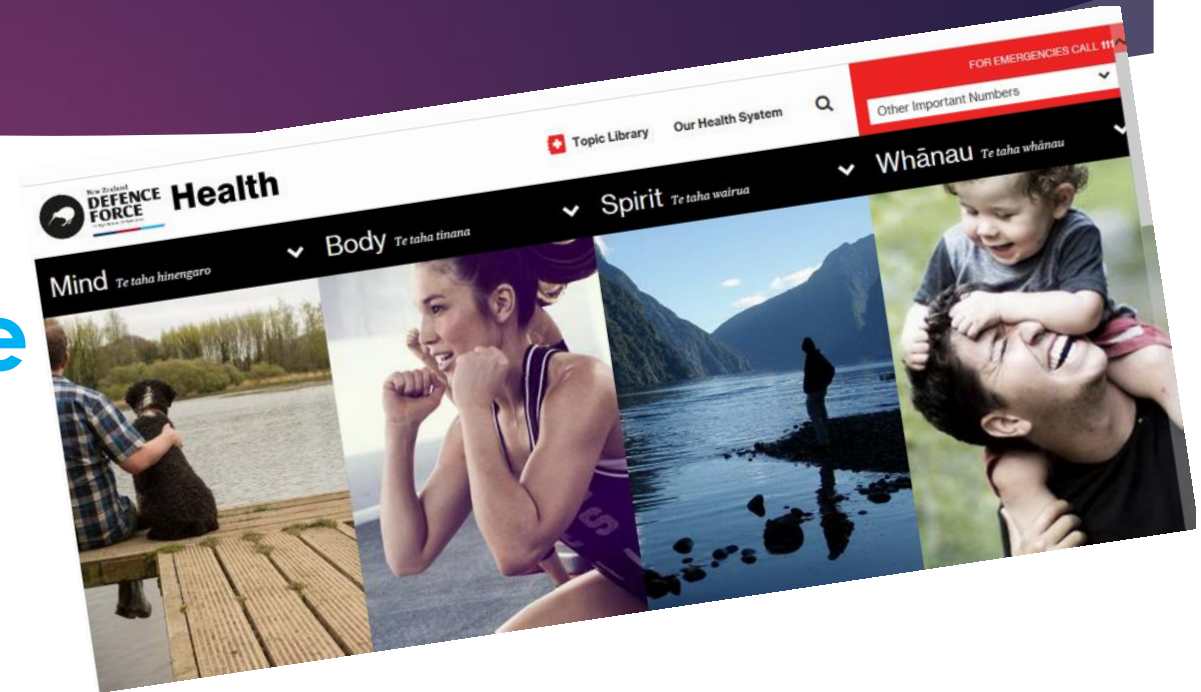 FOR EMERGENCIES CALL 111
Other Important Numbers
Topic Library
Our Health System
New Zealand
DEFENCE
FORCE
Health
Mind Te taha hinengaro
Body Te taha tinana
Spirit Te taha wairua
Whānau Te taha whānau
e